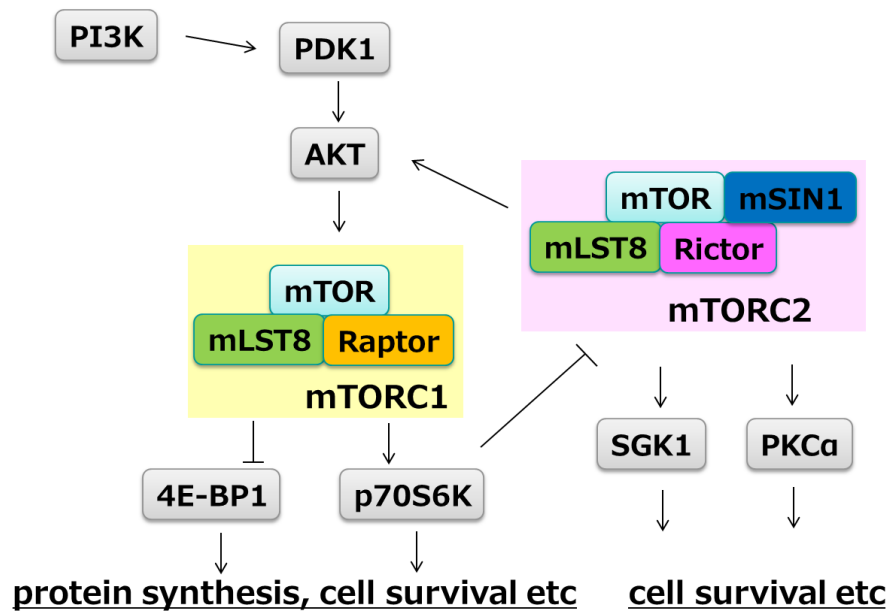 PI3K
PDK1
AKT
mTOR mSIN1
mLST8 Rictor
mTORC2
mTOR
mLST8 Raptor
mTORC1
SGK1
PKCα
4E-BP1
p70S6K
protein synthesis, cell survival etc
cell survival etc